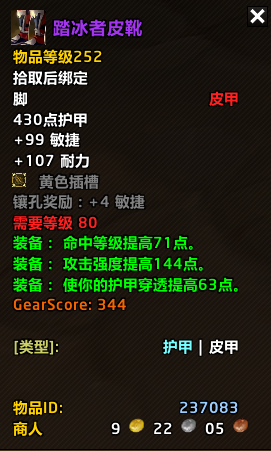 踏冰者皮靴
物品等级252
拾取后绑定
脚 皮甲
430点护甲
+99 敏捷
+107 耐力
黄色插槽
镶孔奖励：+4 敏捷
需要等级 80
装备： 命中等级提高71点。
装备： 攻击强度提高144点。
装备： 使你的护甲穿透提高63点。
GearScore: 344
[类型]: 护甲 | 皮甲
物品ID: 237083
商人 9 22 05